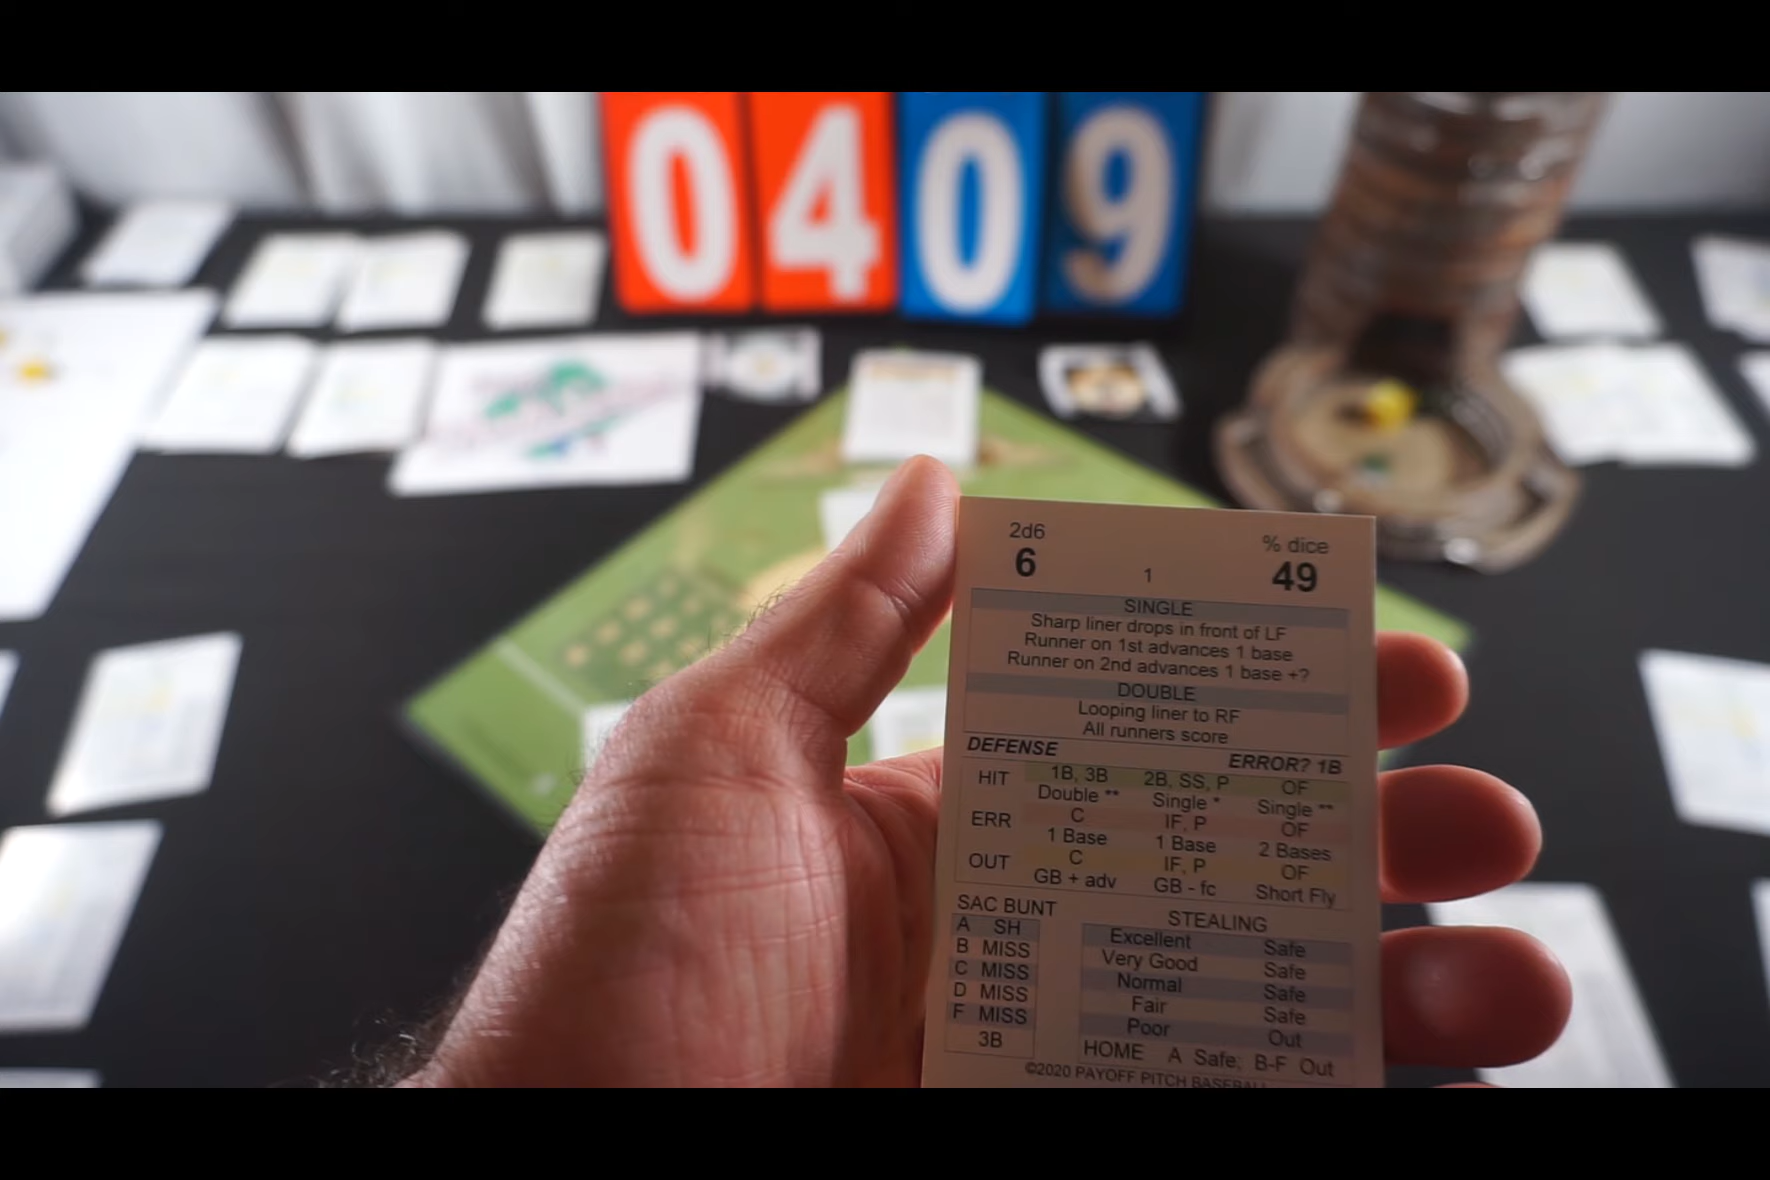 04 09
2d6
6
1
% dice
49
SINGLE
Sharp liner drops in front of LF
Runner on 1st advances 1 base
Runner on 2nd advances 1 base +?
DOUBLE
Looping liner to RF
All runners score
DEFENSE ERROR? 1B
HIT 1B, 3B 2B, SS, P OF
Double ** Single * Single **
ERR C IF, P OF
1 Base 1 Base 2 Bases
OUT C IF, P OF
GB + adv GB - fc Short Fly
SAC BUNT
A SH
B MISS
C MISS
D MISS
F MISS
3B
STEALING
Excellent Safe
Very Good Safe
Normal Safe
Fair Safe
Poor Out
HOME A Safe; B-F Out
©2020 PAYOFF PITCH BASEBALL